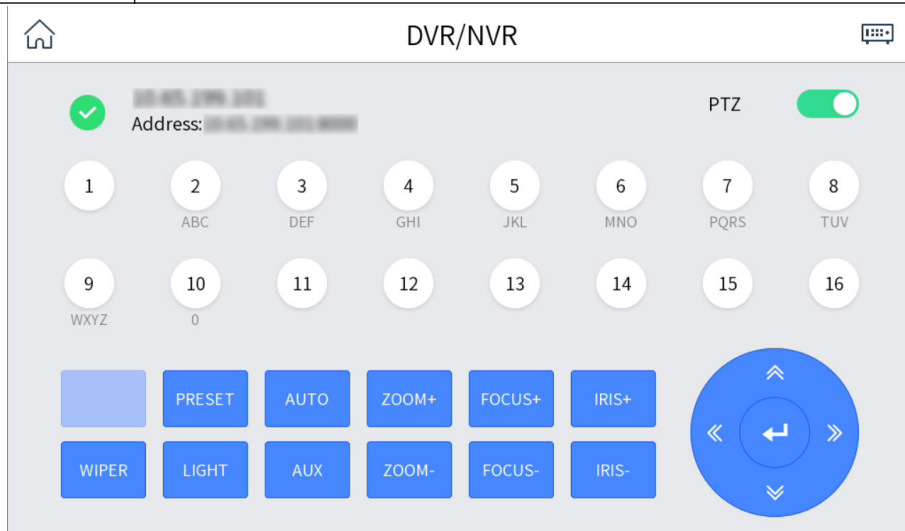 DVR/NVR
Address:
PTZ
1 2 3 4 5 6 7 8
ABC DEF GHI JKL MNO PQRS TUV
9 10 11 12 13 14 15 16
WXYZ 0
PRESET AUTO ZOOM+ FOCUS+ IRIS+
WIPER LIGHT AUX ZOOM- FOCUS- IRIS-